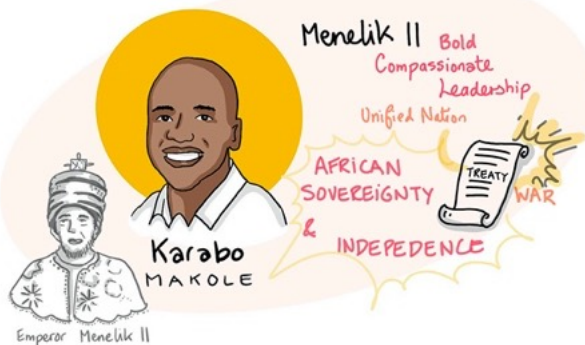 Menelik II
Bold
Compassionate
Leadership
Unified Nation
AFRICAN
SOVEREIGNTY
&
INDEPEDENCE
TREATY
WAR
Karabo
MAKOLE
Emperor Menelik II